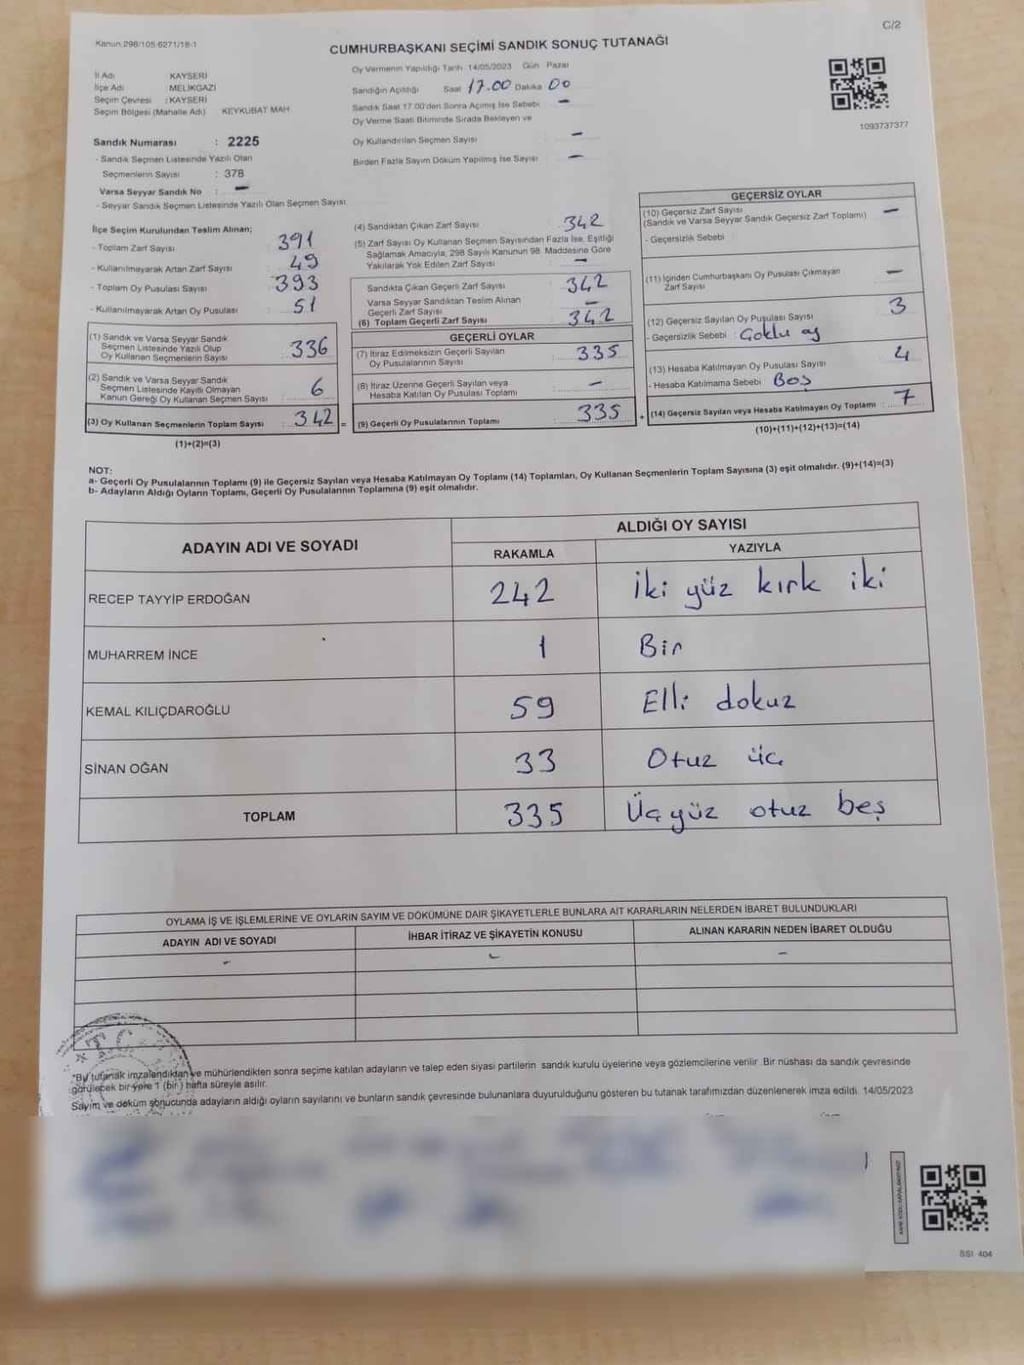 C/2
Kanun 298/105 6271/18-1
CUMHURBAŞKANI SEÇİMİ SANDIK SONUÇ TUTANAĞI
İl Adı KAYSERİ
İlçe Adı MELİKGAZİ
Seçim Çevresi : KAYSERİ
Seçim Bölgesi (Mahalle Adı) KEYKUBAT MAH.
Oy Vermenin Yapıldığı Tarih 14/05/2023 Gün Pazar
Sandığın Açıldığı Saat 17.00 Dakika 00
Sandık Saat 17.00'den Sonra Açılmış İse Sebebi –
Oy Verme Saati Bitiminde Sırada Bekleyen ve
Oy Kullandırılan Seçmen Sayısı –
Birden Fazla Sayım Döküm Yapılmış İse Sayısı –
1093737377
Sandık Numarası : 2225
- Sandık Seçmen Listesinde Yazılı Olan
Seçmenlerin Sayısı : 378
Varsa Seyyar Sandık No : –
- Seyyar Sandık Seçmen Listesinde Yazılı Olan Seçmen Sayısı
İlçe Seçim Kurulundan Teslim Alınan;
- Toplam Zarf Sayısı 391
- Kullanılmayarak Artan Zarf Sayısı 49
- Toplam Oy Pusulası Sayısı 393
- Kullanılmayarak Artan Oy Pusulası 51
(1) Sandık ve Varsa Seyyar Sandık
Seçmen Listesinde Yazılı Olup
Oy Kullanan Seçmenlerin Sayısı 336
(2) Sandık ve Varsa Seyyar Sandık
Seçmen Listesinde Kayıtlı Olmayan
Kanun Gereği Oy Kullanan Seçmen Sayısı 6
(3) Oy Kullanan Seçmenlerin Toplam Sayısı 342 =
(1)+(2)=(3)
(4) Sandıktan Çıkan Zarf Sayısı 342
(5) Zarf Sayısı Oy Kullanan Seçmen Sayısından Fazla İse, Eşitliği
Sağlamak Amacıyla, 298 Sayılı Kanunun 98. Maddesine Göre
Yakılarak Yok Edilen Zarf Sayısı –
Sandıkta Çıkan Geçerli Zarf Sayısı 342
Varsa Seyyar Sandıktan Teslim Alınan
Geçerli Zarf Sayısı –
(6) Toplam Geçerli Zarf Sayısı 342
GEÇERLİ OYLAR
(7) İtiraz Edilmeksizin Geçerli Sayılan
Oy Pusulalarının Sayısı 335
(8) İtiraz Üzerine Geçerli Sayılan veya
Hesaba Katılan Oy Pusulası Toplamı –
(9) Geçerli Oy Pusulalarının Toplamı 335 +
GEÇERSİZ OYLAR
(10) Geçersiz Zarf Sayısı
(Sandık ve Varsa Seyyar Sandık Geçersiz Zarf Toplamı) –
- Geçersizlik Sebebi
(11) İçinden Cumhurbaşkanı Oy Pusulası Çıkmayan
Zarf Sayısı –
(12) Geçersiz Sayılan Oy Pusulası Sayısı 3
- Geçersizlik Sebebi Çoklu oy
(13) Hesaba Katılmayan Oy Pusulası Sayısı 4
- Hesaba Katılmama Sebebi Boş
(14) Geçersiz Sayılan veya Hesaba Katılmayan Oy Toplamı 7
(10)+(11)+(12)+(13)=(14)
NOT:
a- Geçerli Oy Pusulalarının Toplamı (9) ile Geçersiz Sayılan veya Hesaba Katılmayan Oy Toplamı (14) Toplamları, Oy Kullanan Seçmenlerin Toplam Sayısına (3) eşit olmalıdır. (9)+(14)=(3)
b- Adayların Aldığı Oyların Toplamı, Geçerli Oy Pusulalarının Toplamına (9) eşit olmalıdır.
ADAYIN ADI VE SOYADI ALDIĞI OY SAYISI
RAKAMLA YAZIYLA
RECEP TAYYİP ERDOĞAN 242 İki yüz kırk iki
MUHARREM İNCE 1 Bir
KEMAL KILIÇDAROĞLU 59 Elli dokuz
SİNAN OĞAN 33 Otuz üç
TOPLAM 335 Üçyüz otuz beş
OYLAMA İŞ VE İŞLEMLERİNE VE OYLARIN SAYIM VE DÖKÜMÜNE DAİR ŞİKAYETLERLE BUNLARA AİT KARARLARIN NELERDEN İBARET BULUNDUKLARI
ADAYIN ADI VE SOYADI İHBAR İTİRAZ VE ŞİKAYETİN KONUSU ALINAN KARARIN NEDEN İBARET OLDUĞU
– – –
T.C.
"Bu tutanak imzalandıktan ve mühürlendikten sonra seçime katılan adayların ve talep eden siyasi partilerin sandık kurulu üyelerine veya gözlemcilerine verilir. Bir nüshası da sandık çevresinde
görülecek bir yere 1 (bir) hafta süreyle asılır.
Sayım ve döküm sonucunda adayların aldığı oyların sayılarını ve bunların sandık çevresinde bulunanlara duyurulduğunu gösteren bu tutanak tarafımızdan düzenlenerek imza edildi. 14/05/2023
SSI 404